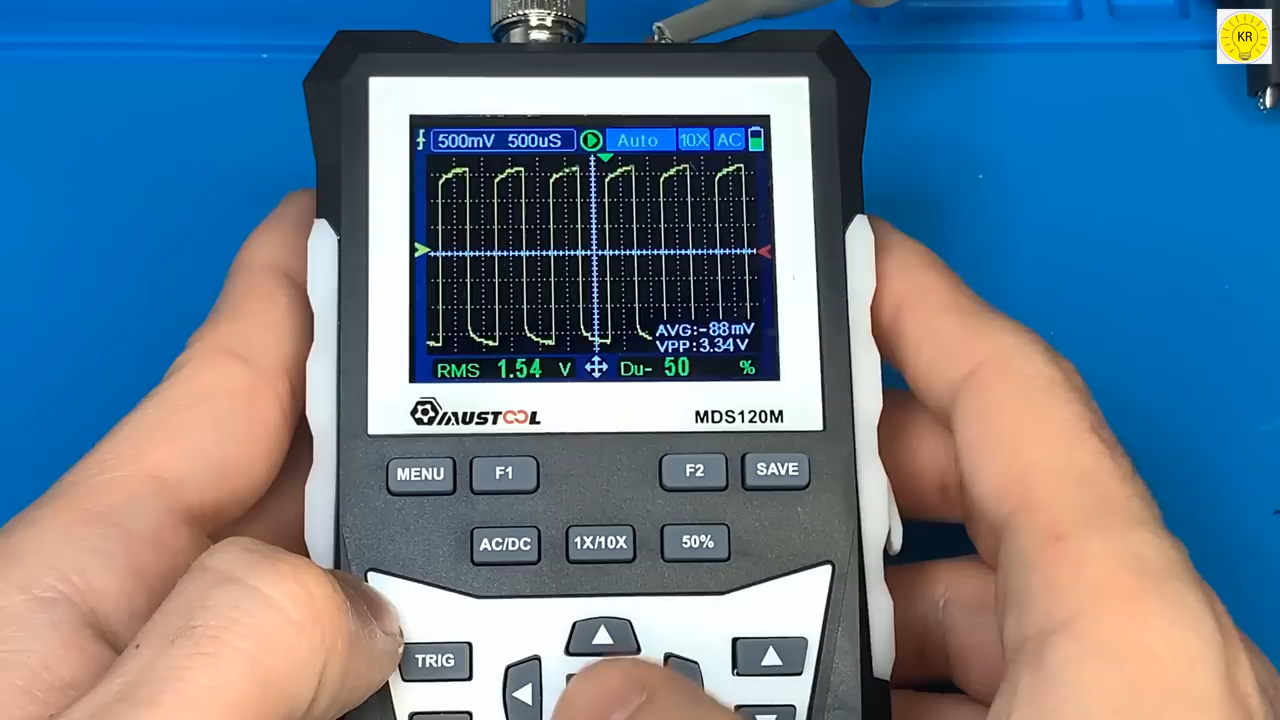 KR
500mV 500uS Auto 10X AC
AVG:-88mV
VPP:3.34V
RMS 1.54 V Du- 50 %
MUSTOOL MDS120M
MENU F1 F2 SAVE
AC/DC 1X/10X 50%
TRIG